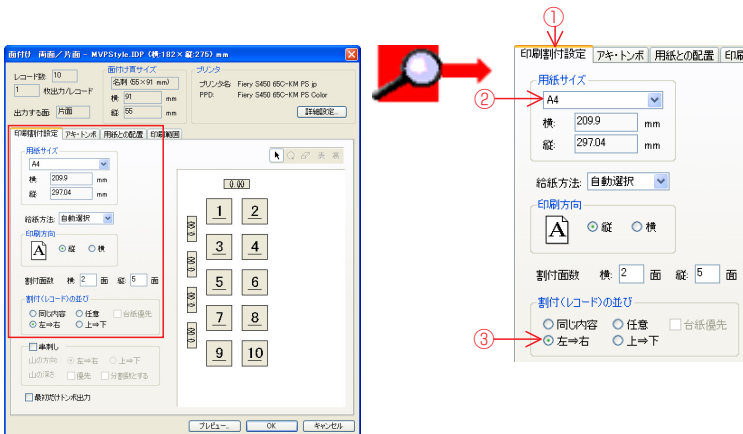 面付け 両面／片面 - MVPStyle.IDP (横:182× 縦:275) mm
レコード数 10
1 枚出力/レコード
出力する面 片面
面付け頁サイズ
名刺 (55×91 mm)
横 91 mm
縦 55 mm
プリンタ
プリンタ名 Fiery S450 65C-KM PS jp
PPD: Fiery S450 65C-KM PS Color
詳細設定...
印刷割付設定 アキ・トンボ 用紙との配置 印刷範囲
用紙サイズ
A4
横: 209.9 mm
縦: 297.04 mm
給紙方法: 自動選択
印刷方向
A 縦 横
割付面数 横: 2 面 縦: 5 面
割付(レコード)の並び
同じ内容 任意 台紙優先
左⇒右 上⇒下
串刺し
山の方向: 左⇒右 上⇒下
山の深さ 優先 分割数とする
最初だけトンボ出力
0.00
1 2
3 4
5 6
7 8
9 10
プレビュー... OK キャンセル
①
印刷割付設定 アキ・トンボ 用紙との配置 印刷
用紙サイズ
② A4
横: 209.9 mm
縦: 297.04 mm
給紙方法: 自動選択
印刷方向
A 縦 横
割付面数 横: 2 面 縦: 5 面
割付(レコード)の並び
同じ内容 任意 台紙優先
③ 左⇒右 上⇒下